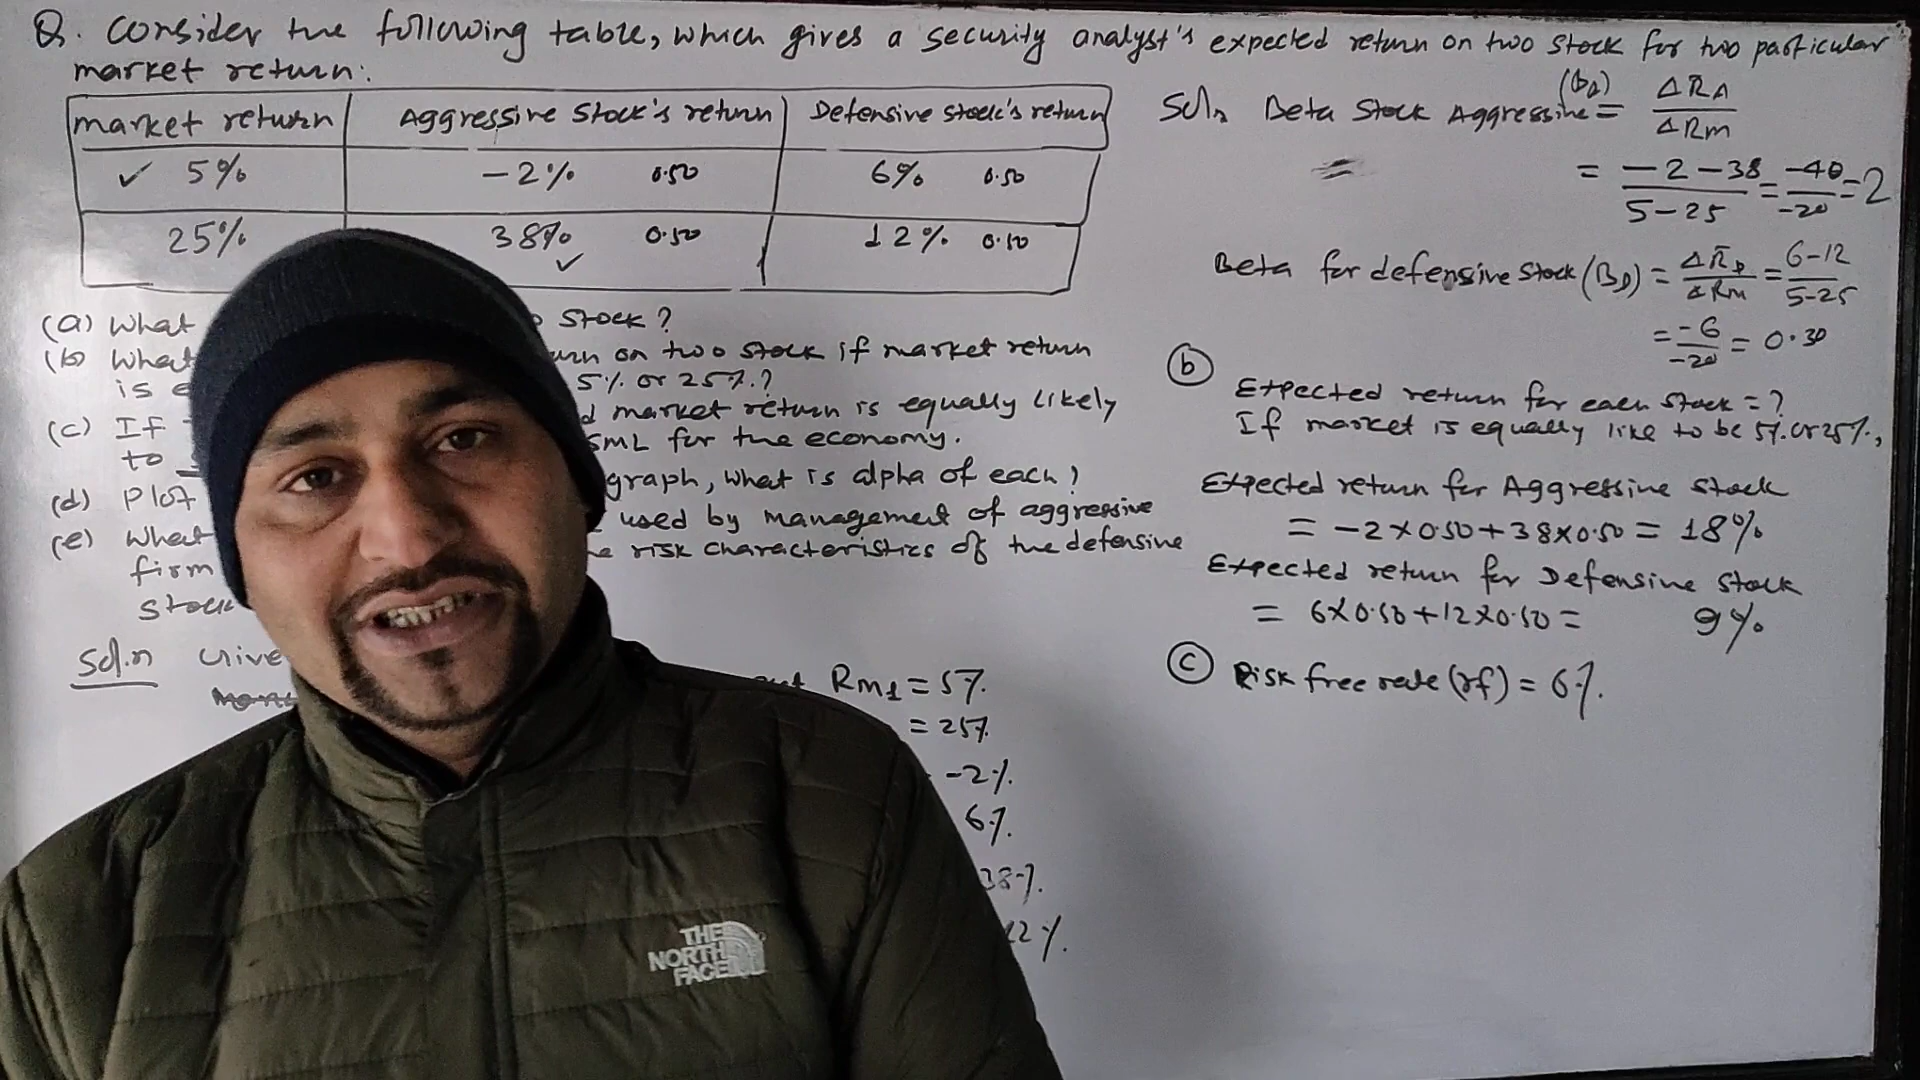 Q. Consider the following table, which gives a security analyst's expected return on two stock for two particular
market return:
market return Aggressive stock's return Defensive stock's return
✓ 5% -2% 0.50 6% 0.50
25% 38% 0.50 12% 0.50
✓
(a) What stock?
(b) What on two stock if market return
is 5% or 25%?
(c) If market return is equally likely
to SML for the economy.
(d) Plot graph, what is alpha of each?
(e) What used by management of aggressive
firm risk characteristics of the defensive
stock
Sol.n Give
Rm1 = 5%
= 25%
-2%
6%
38%
12%
Soln Beta Stock Aggressive (bA) = ΔRA / ΔRm
= -2-38 / 5-25 = -40 / -20 = 2
Beta for defensive Stock (BD) = ΔRD / ΔRm = 6-12 / 5-25
= -6 / -20 = 0.30
(b) Expected return for each stock = ?
If market is equally like to be 5% or 25%,
Expected return for Aggressive stock
= -2 x 0.50 + 38 x 0.50 = 18%
Expected return for Defensive stock
= 6 x 0.50 + 12 x 0.50 = 9%
(c) Risk free rate (rf) = 6%.
THE
NORTH
FACE